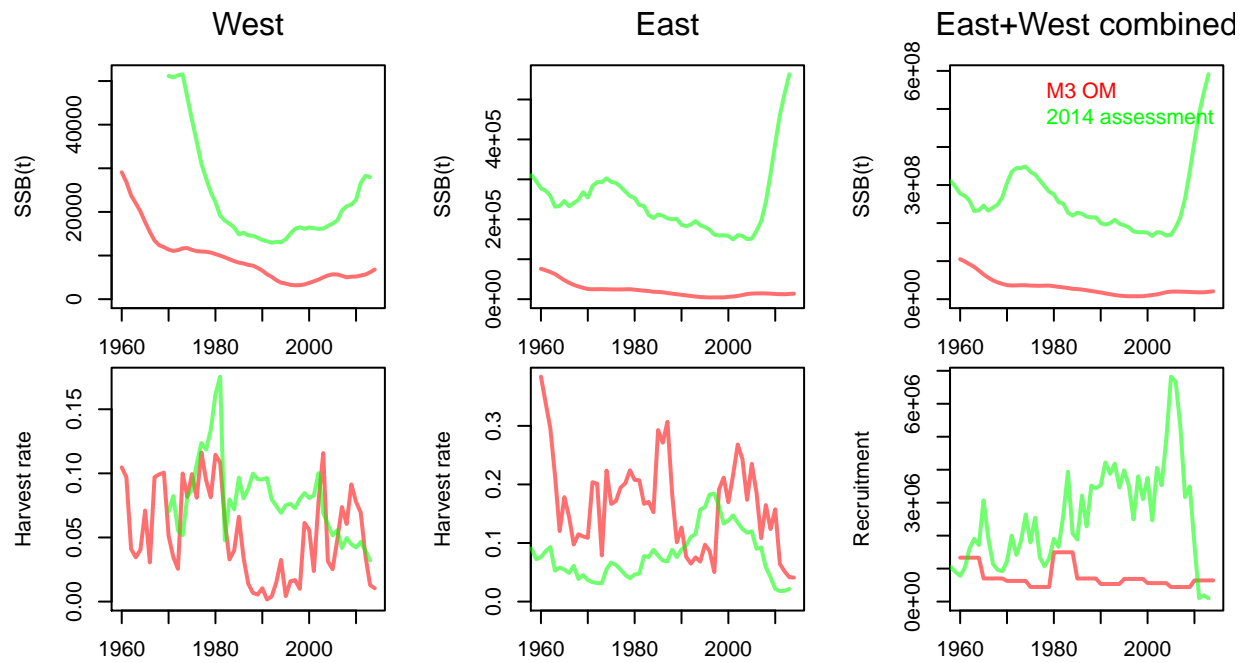 West
East
East+West combined
SSB(t)
0
20000
40000
1960
1980
2000
SSB(t)
0e+00
2e+05
4e+05
1960
1980
2000
SSB(t)
0e+00
3e+08
6e+08
M3 OM
2014 assessment
1960
1980
2000
Harvest rate
0.00
0.05
0.10
0.15
1960
1980
2000
Harvest rate
0.0
0.1
0.2
0.3
1960
1980
2000
Recruitment
0e+00
3e+06
6e+06
1960
1980
2000